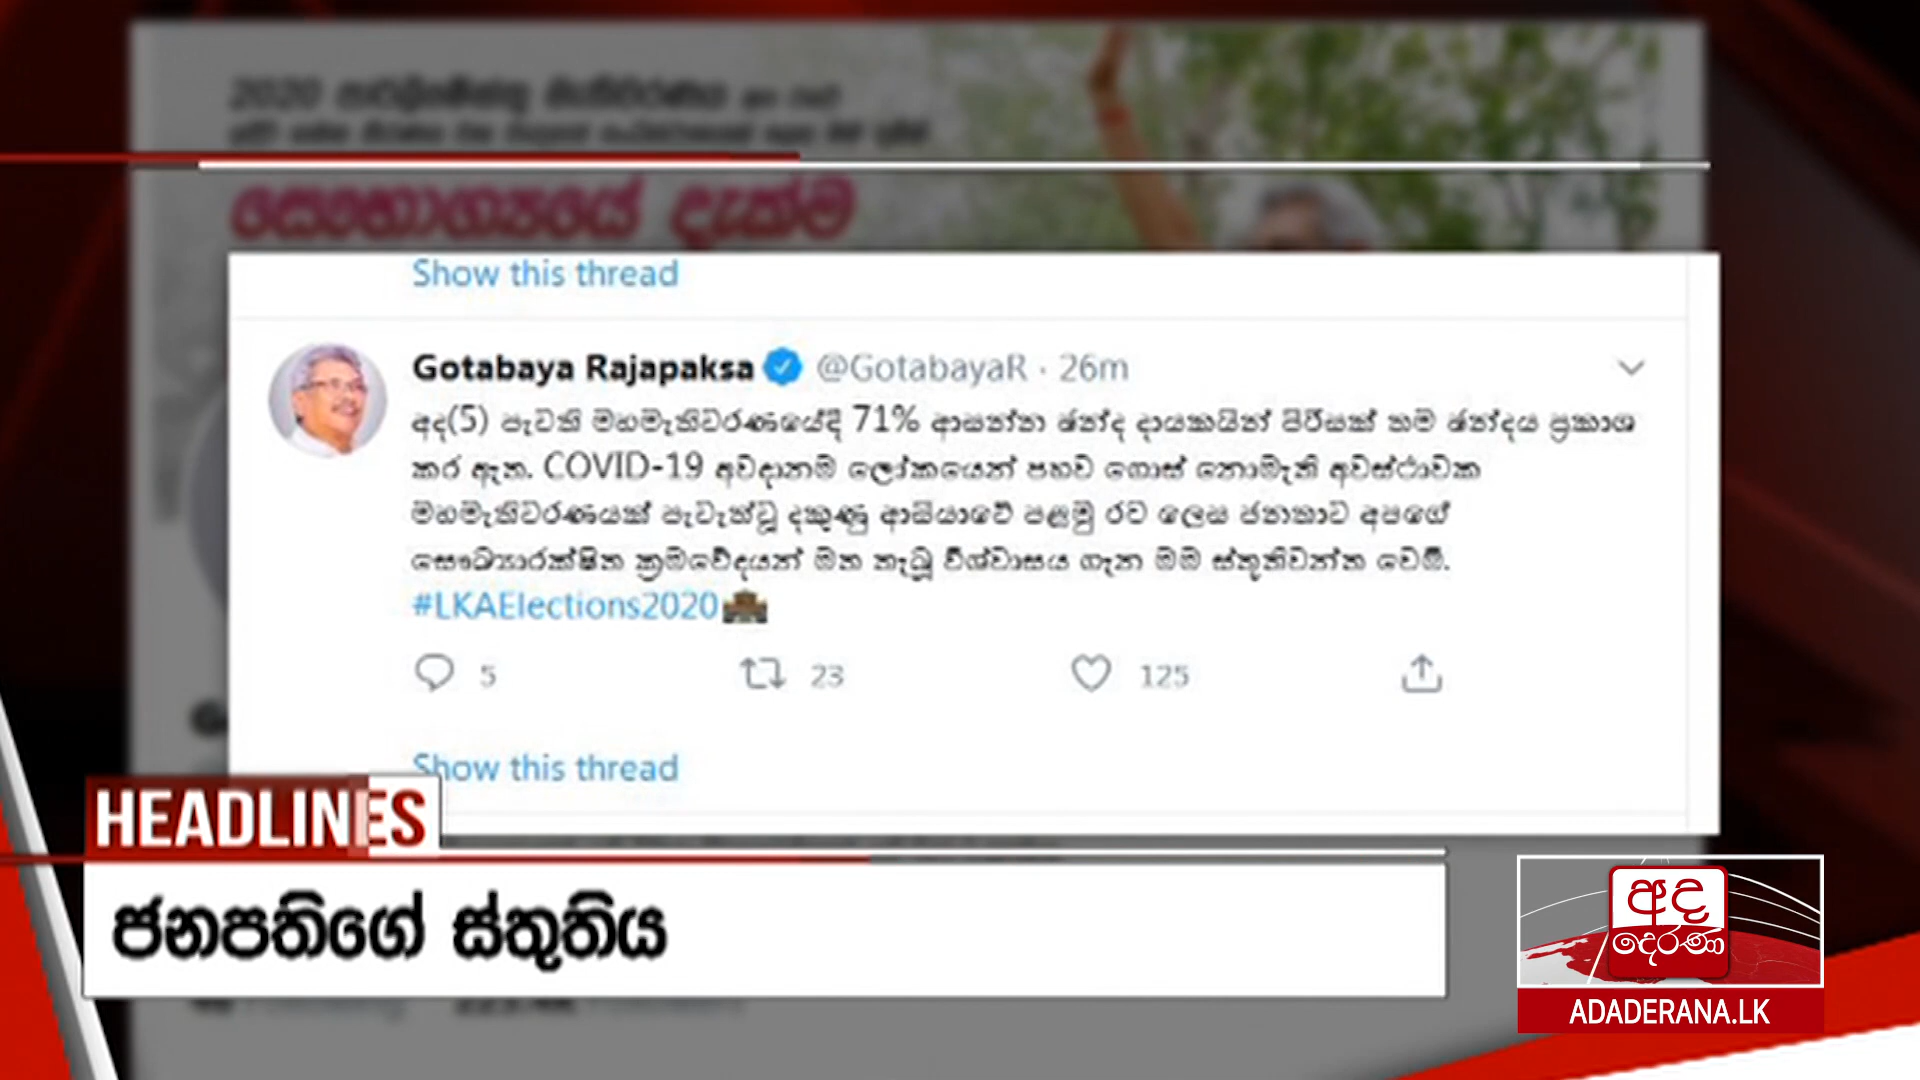 2020 පාර්ලිමේන්තු මැතිවරණය
සෞභාග්‍යයේ දැක්ම
Show this thread
Gotabaya Rajapaksa @GotabayaR · 26m
අද(5) පැවති මහමැතිවරණයේදී 71% ආසන්න ඡන්ද දායකයින් පිරිසක් තම ඡන්දය ප්‍රකාශ
කර ඇත. COVID-19 අවදානම ලෝකයෙන් පහව ගොස් නොමැති අවස්ථාවක
මහමැතිවරණයක් පැවැත්වූ දකුණු ආසියාවේ පළමු රට ලෙස ජනතාව අපගේ
සෞඛ්‍යාරක්ෂිත ක්‍රමවේදයන් මත තැබූ විශ්වාසය ගැන මම ස්තූතිවන්ත වෙමි.
#LKAElections2020
5 23 125
Show this thread
HEADLINES
ජනපතිගේ ස්තුතිය
අද
දෙරණ
ADADERANA.LK